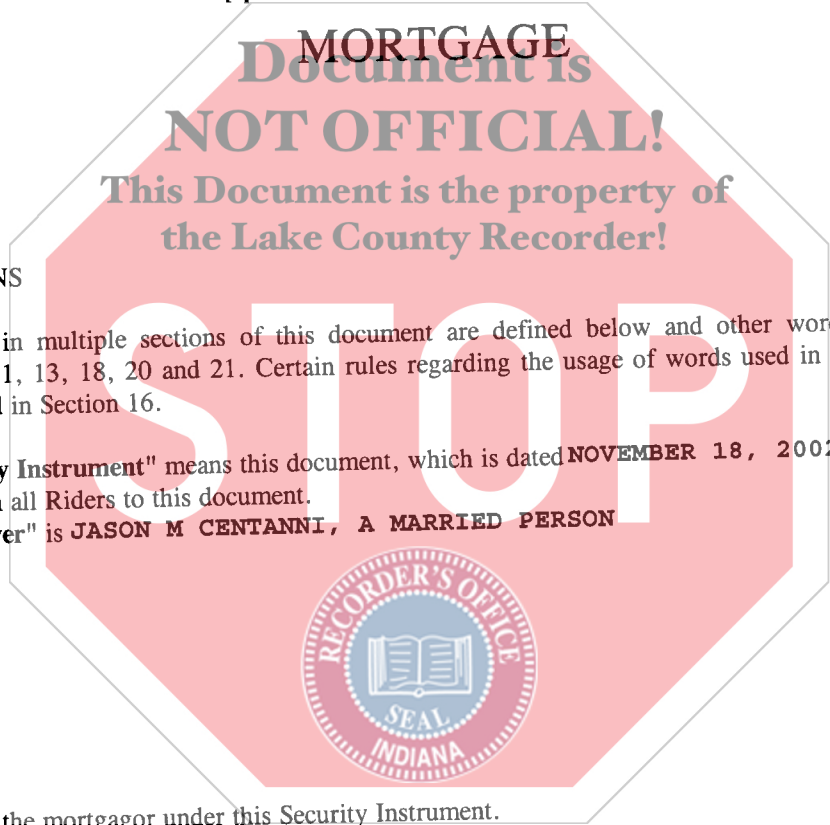 MORTGAGE
Document is
NOT OFFICIAL!
This Document is the property of
the Lake County Recorder!
NS
in multiple sections of this document are defined below and other wor
1, 13, 18, 20 and 21. Certain rules regarding the usage of words used in
in Section 16.
STOP
y Instrument" means this document, which is dated NOVEMBER 18, 2002
all Riders to this document.
er" is JASON M CENTANNI, A MARRIED PERSON
RECORDER'S OFFICE
SEAL
INDIANA
the mortgagor under this Security Instrument.